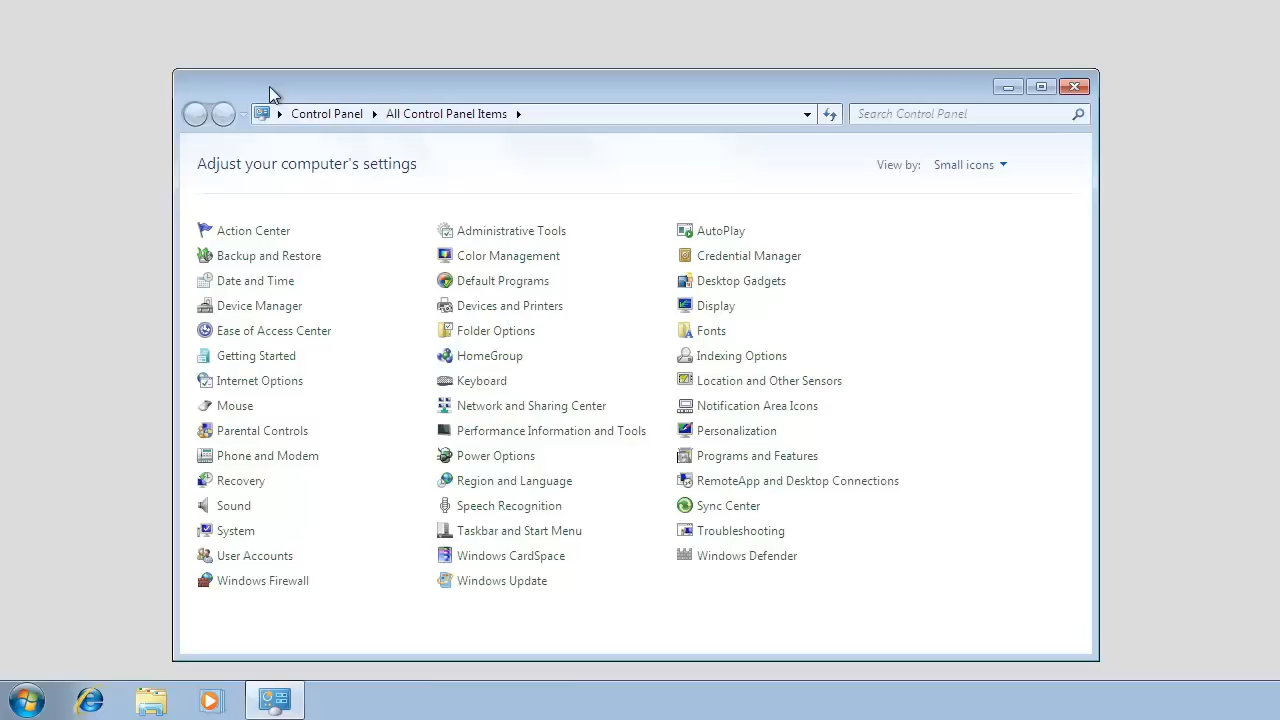 Control Panel All Control Panel Items Search Control Panel
Adjust your computer's settings View by: Small icons
Action Center Administrative Tools AutoPlay
Backup and Restore Color Management Credential Manager
Date and Time Default Programs Desktop Gadgets
Device Manager Devices and Printers Display
Ease of Access Center Folder Options Fonts
Getting Started HomeGroup Indexing Options
Internet Options Keyboard Location and Other Sensors
Mouse Network and Sharing Center Notification Area Icons
Parental Controls Performance Information and Tools Personalization
Phone and Modem Power Options Programs and Features
Recovery Region and Language RemoteApp and Desktop Connections
Sound Speech Recognition Sync Center
System Taskbar and Start Menu Troubleshooting
User Accounts Windows CardSpace Windows Defender
Windows Firewall Windows Update